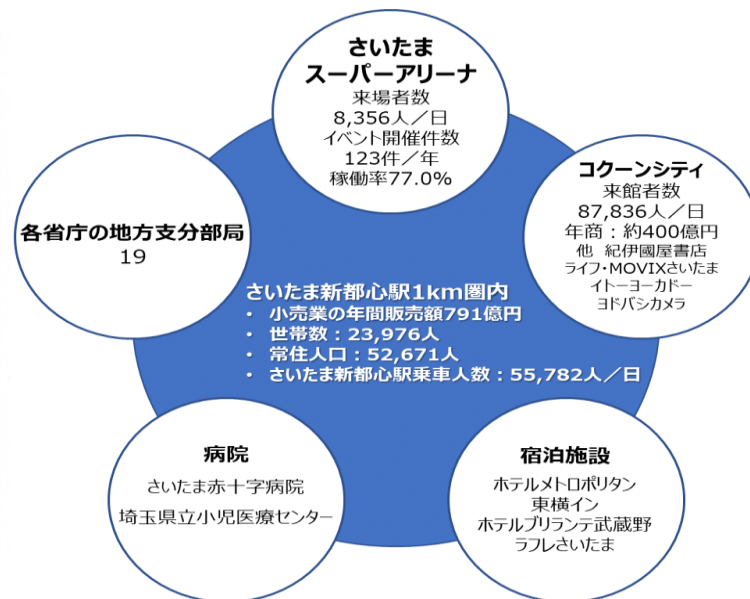 さいたま
スーパーアリーナ
来場者数
8,356人／日
イベント開催件数
123件／年
稼働率77.0%
コクーンシティ
来館者数
87,836人／日
年商：約400億円
他 紀伊國屋書店
ライフ・MOVIXさいたま
イトーヨーカドー
ヨドバシカメラ
各省庁の地方支分部局
19
さいたま新都心駅1km圏内
・ 小売業の年間販売額791億円
・ 世帯数：23,976人
・ 常住人口：52,671人
・ さいたま新都心駅乗車人数：55,782人／日
病院
さいたま赤十字病院
埼玉県立小児医療センター
宿泊施設
ホテルメトロポリタン
東横イン
ホテルブリランテ武蔵野
ラフレさいたま